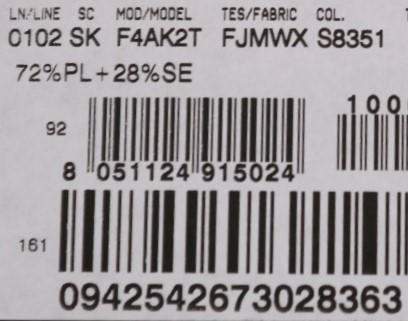 LN/LINE SC MOD/MODEL TES/FABRIC COL.
0102 SK F4AK2T FJMWX S8351
72%PL+28%SE
100
92
8 051124 915024
161
0942542673028363